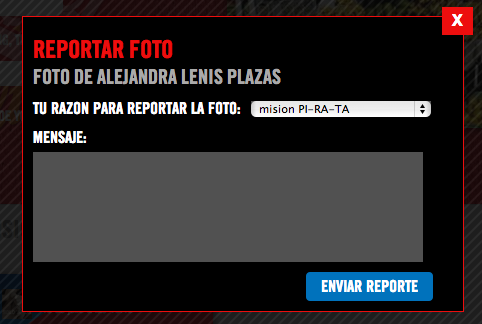 X
REPORTAR FOTO
FOTO DE ALEJANDRA LENIS PLAZAS
TU RAZON PARA REPORTAR LA FOTO: mision PI-RA-TA
MENSAJE:
ENVIAR REPORTE